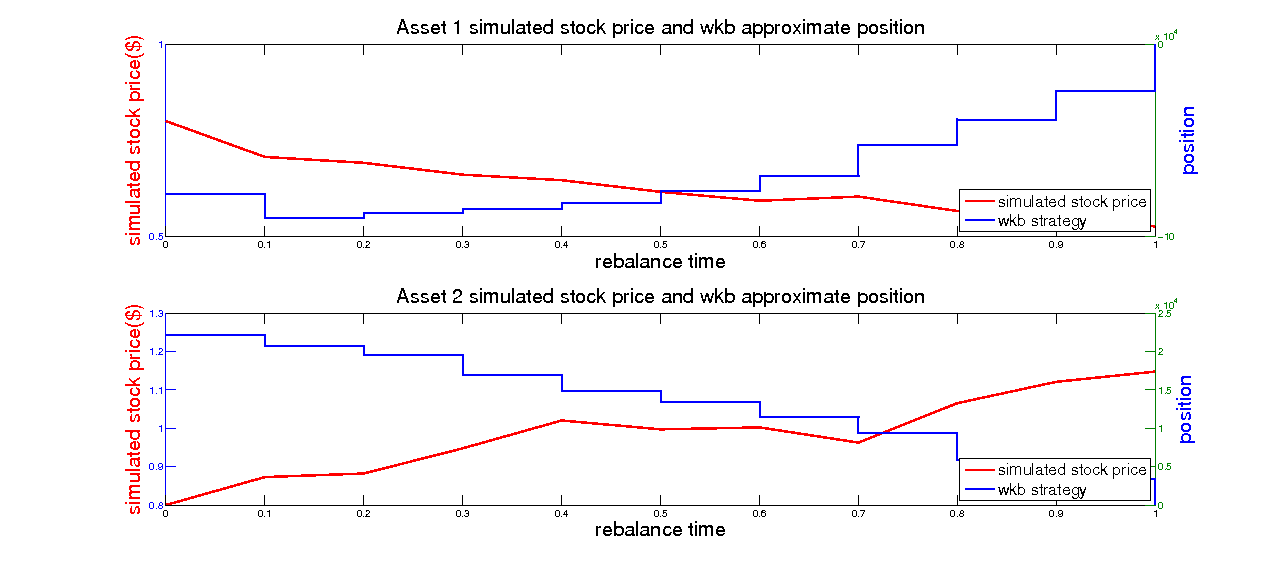 Asset 1 simulated stock price and wkb approximate position
simulated stock price($)
1
0.5
x 10^4
0
-10
position
simulated stock price
wkb strategy
0 0.1 0.2 0.3 0.4 0.5 0.6 0.7 0.8 0.9 1
rebalance time
Asset 2 simulated stock price and wkb approximate position
simulated stock price($)
1.3
1.2
1.1
1
0.9
0.8
x 10^4
2.5
2
1.5
1
0.5
0
position
simulated stock price
wkb strategy
0 0.1 0.2 0.3 0.4 0.5 0.6 0.7 0.8 0.9 1
rebalance time